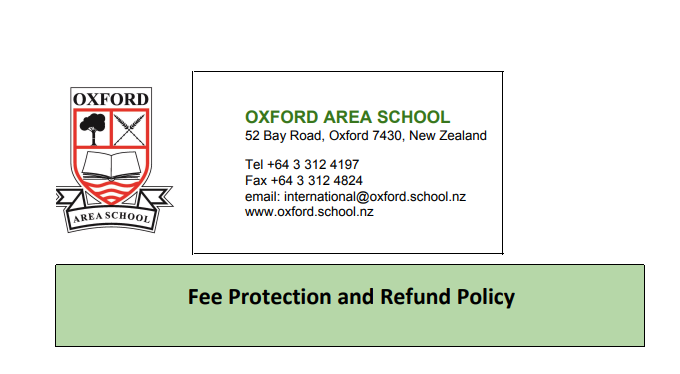 OXFORD
AREA SCHOOL
OXFORD AREA SCHOOL
52 Bay Road, Oxford 7430, New Zealand
Tel +64 3 312 4197
Fax +64 3 312 4824
email: international@oxford.school.nz
www.oxford.school.nz
Fee Protection and Refund Policy